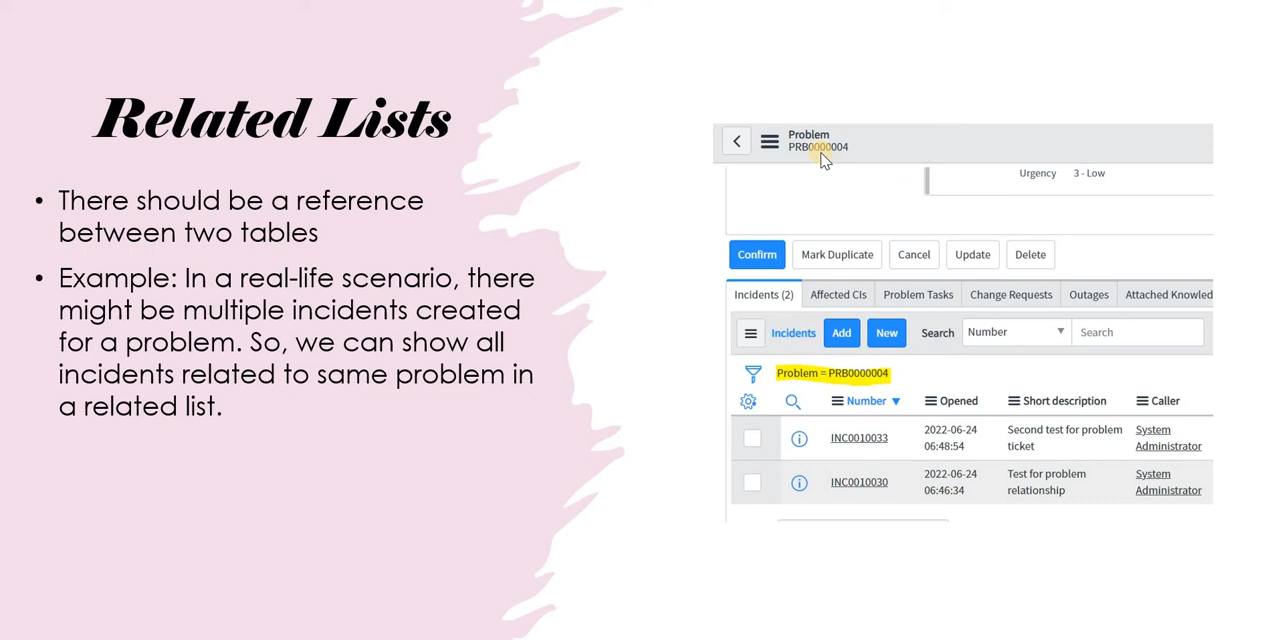 Related Lists
• There should be a reference
between two tables
• Example: In a real-life scenario, there
might be multiple incidents created
for a problem. So, we can show all
incidents related to same problem in
a related list.
Problem
PRB0000004
Urgency 3 - Low
Confirm Mark Duplicate Cancel Update Delete
Incidents (2) Affected CIs Problem Tasks Change Requests Outages Attached Knowled
Incidents Add New Search Number Search
Problem = PRB0000004
Number Opened Short description Caller
INC0010033 2022-06-24 06:48:54 Second test for problem ticket System Administrator
INC0010030 2022-06-24 06:46:34 Test for problem relationship System Administrator